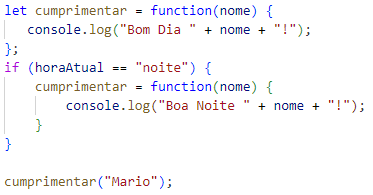 let cumprimentar = function(nome) {
console.log("Bom Dia " + nome + "!");
};
if (horaAtual == "noite") {
cumprimentar = function(nome) {
console.log("Boa Noite " + nome + "!");
}
}
cumprimentar("Mario");